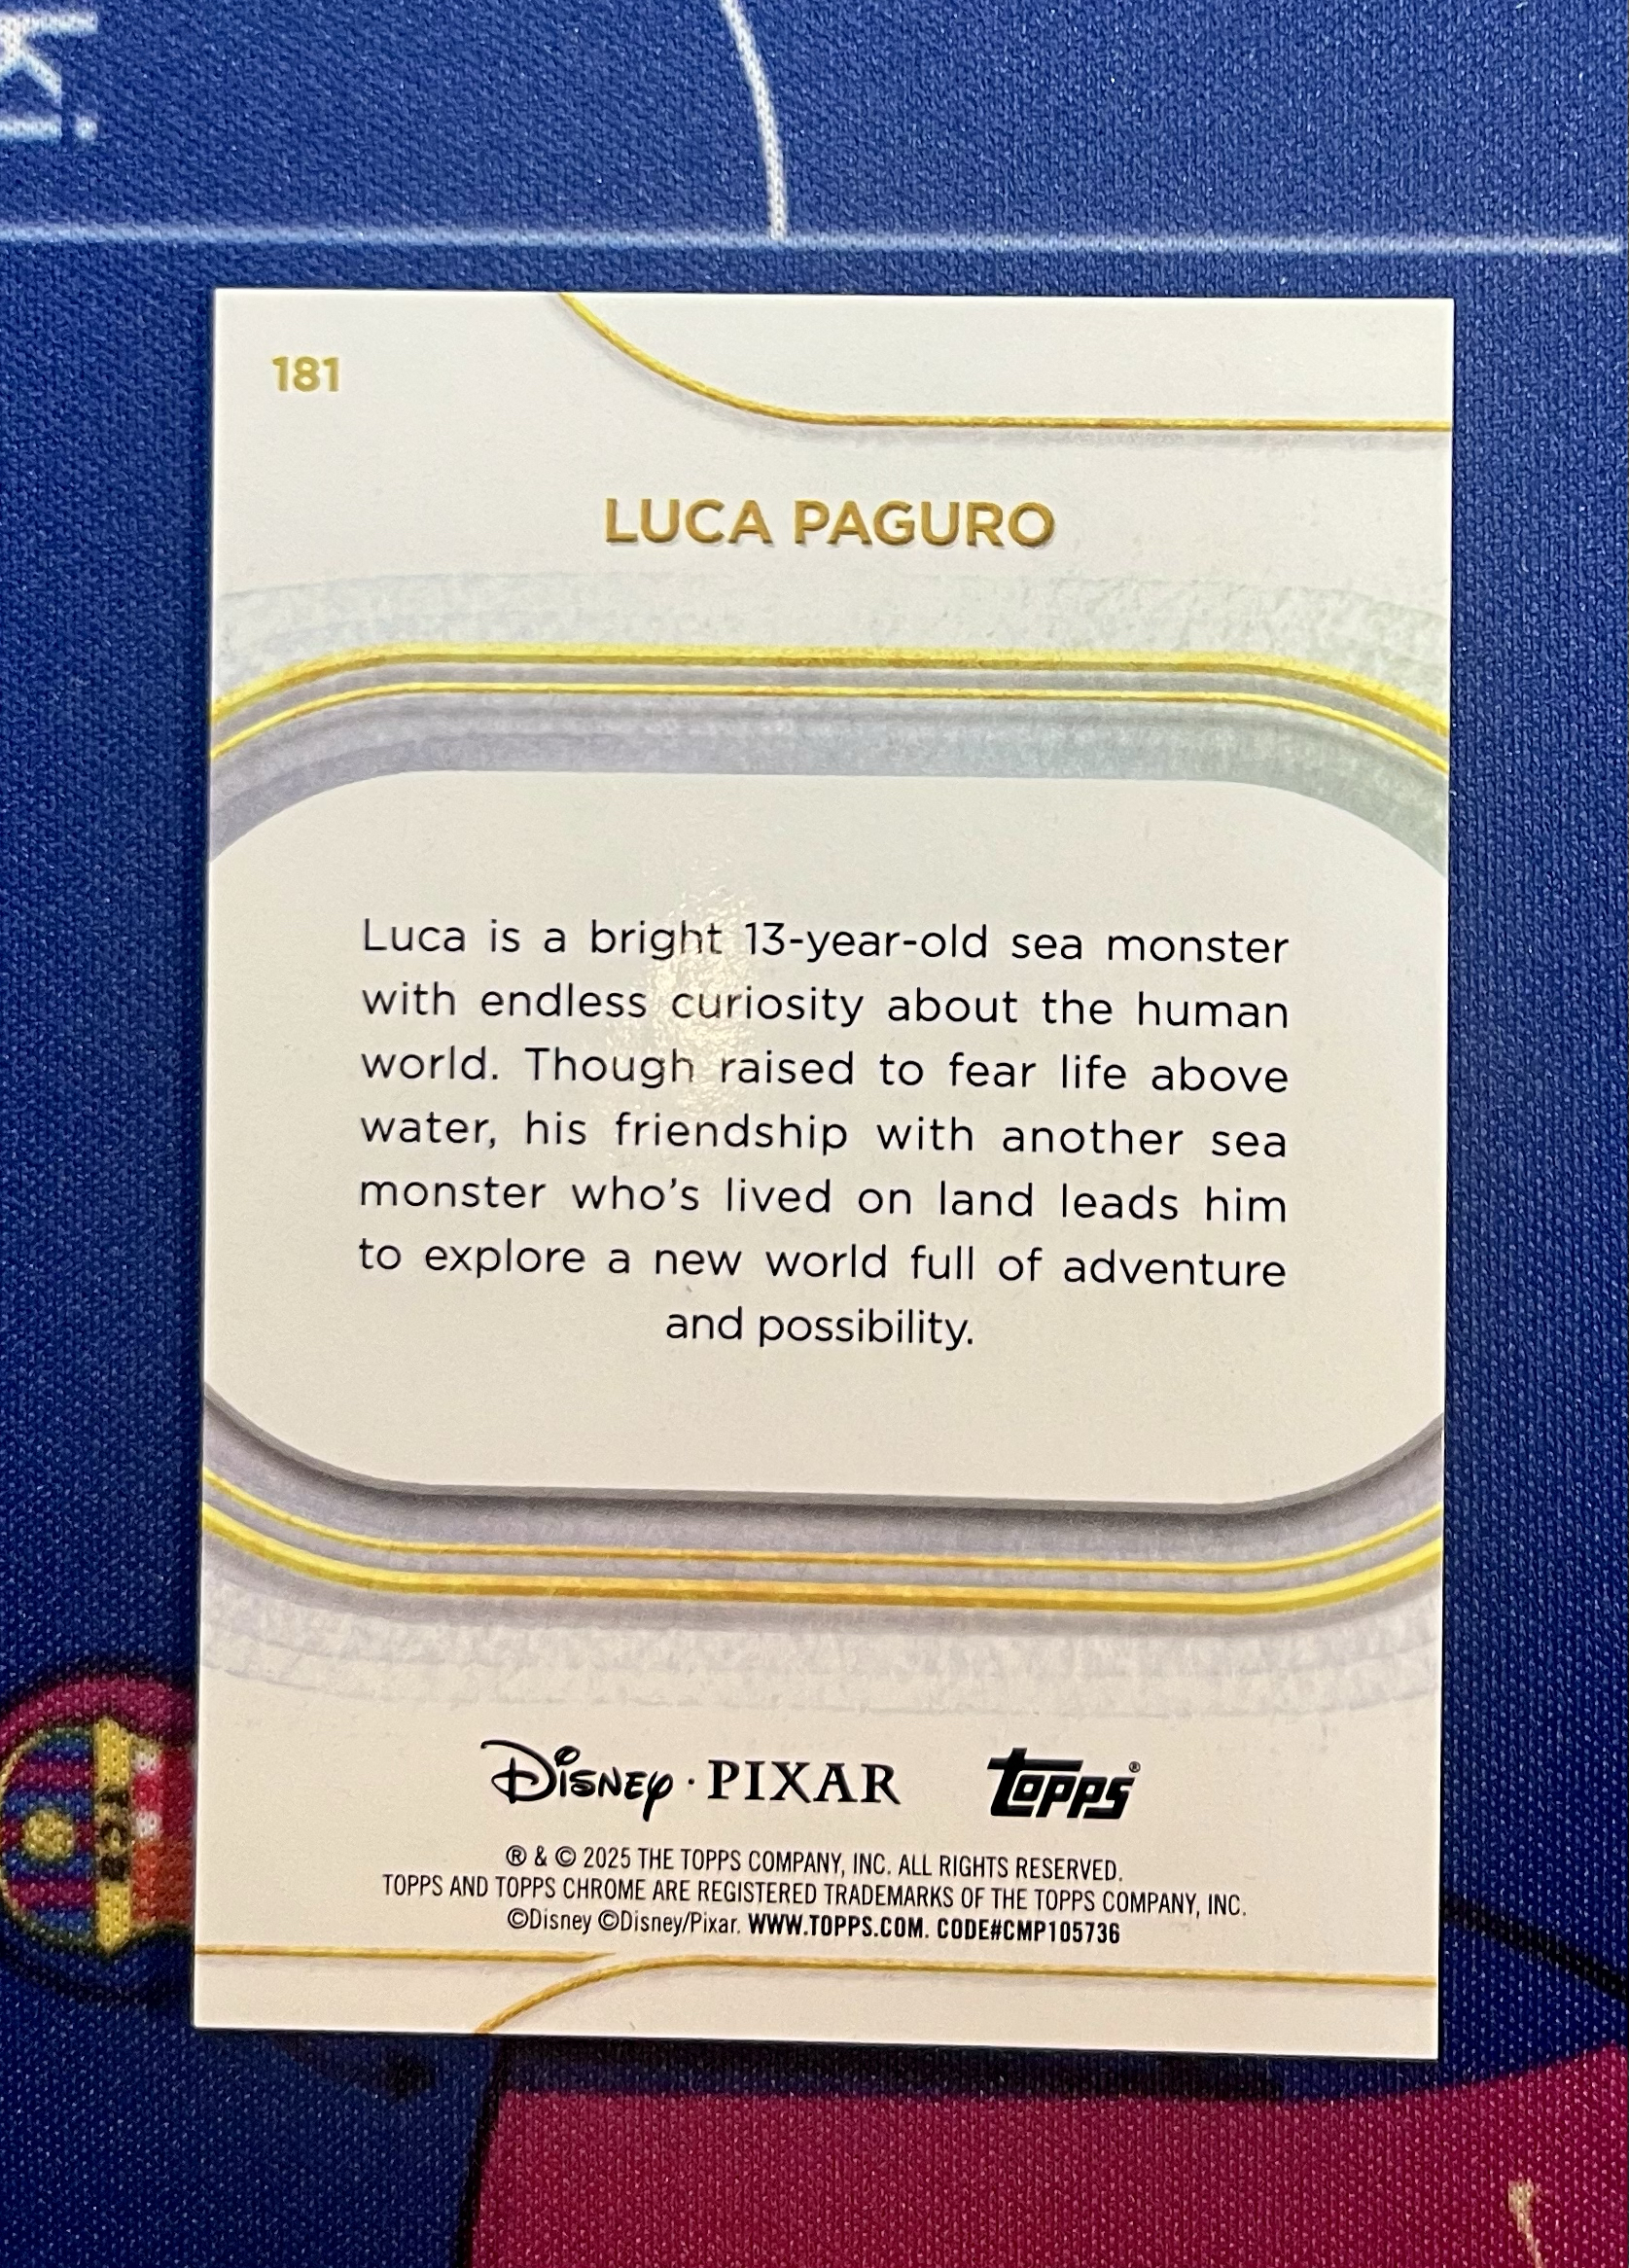 ki
181
LUCA PAGURO
Luca is a bright 13-year-old sea monster
with endless curiosity about the human
world. Though raised to fear life above
water, his friendship with another sea
monster who's lived on land leads him
to explore a new world full of adventure
and possibility.
Disney · PIXAR topps®
® & © 2025 THE TOPPS COMPANY, INC. ALL RIGHTS RESERVED.
TOPPS AND TOPPS CHROME ARE REGISTERED TRADEMARKS OF THE TOPPS COMPANY, INC.
©Disney ©Disney/Pixar. WWW.TOPPS.COM. CODE#CMP105736